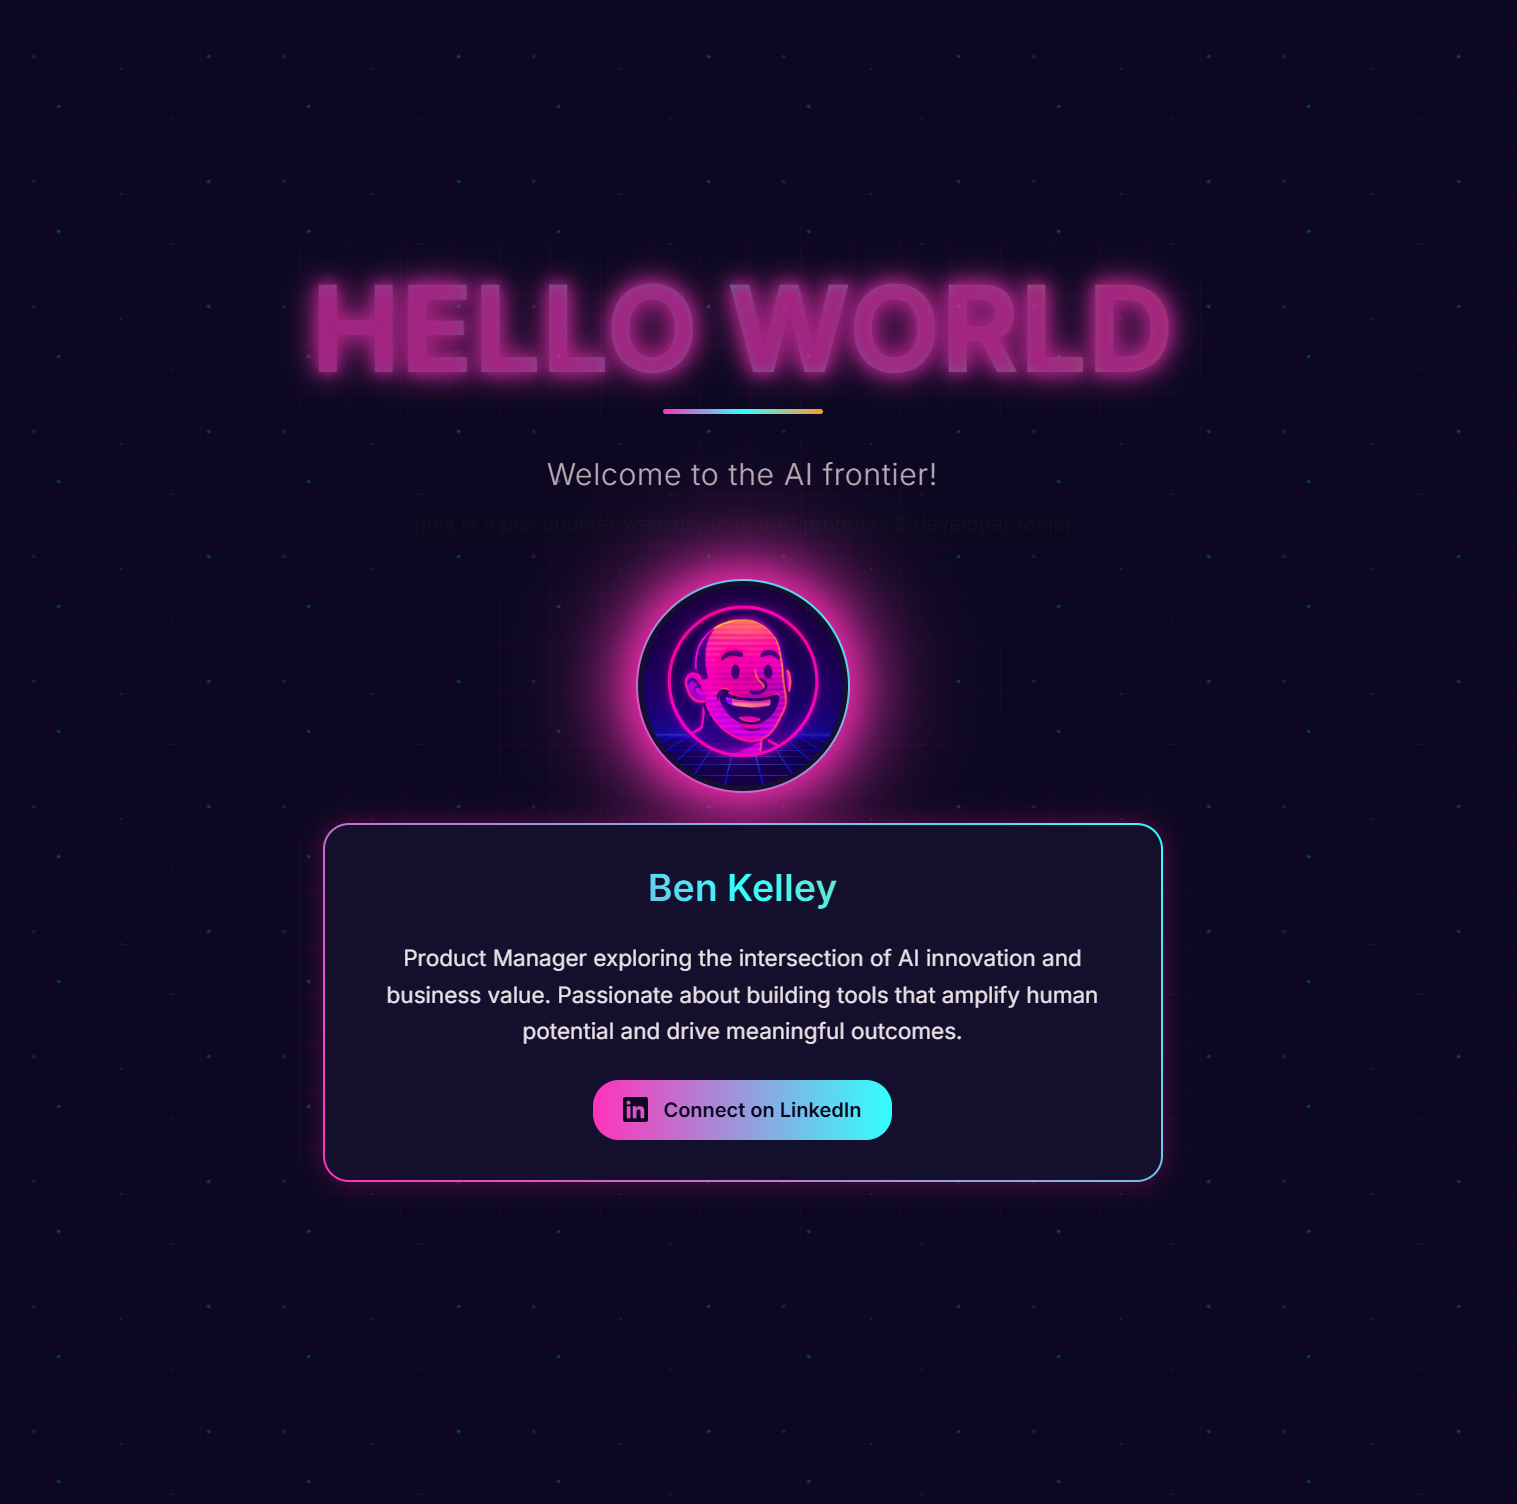 HELLO WORLD
Welcome to the AI frontier!
(this is a placeholder website, to test AI products & developer tools)
Ben Kelley
Product Manager exploring the intersection of AI innovation and
business value. Passionate about building tools that amplify human
potential and drive meaningful outcomes.
in Connect on LinkedIn